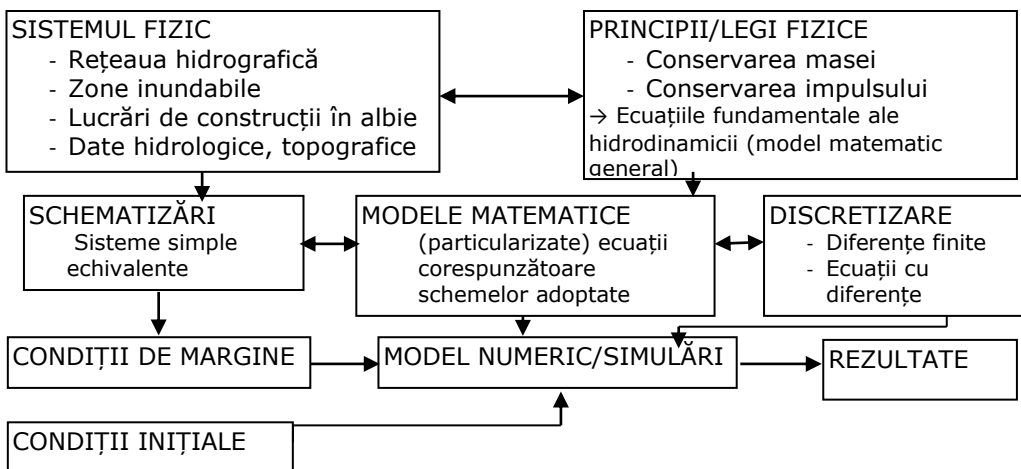 SISTEMUL FIZIC
- Rețeaua hidrografică
- Zone inundabile
- Lucrări de construcții în albie
- Date hidrologice, topografice
PRINCIPII/LEGI FIZICE
- Conservarea masei
- Conservarea impulsului
→ Ecuațiile fundamentale ale
hidrodinamicii (model matematic
general)
SCHEMATIZĂRI
Sisteme simple
echivalente
MODELE MATEMATICE
(particularizate) ecuații
corespunzătoare
schemelor adoptate
DISCRETIZARE
- Diferențe finite
- Ecuații cu
diferențe
CONDIȚII DE MARGINE
MODEL NUMERIC/SIMULĂRI
REZULTATE
CONDIȚII INIȚIALE